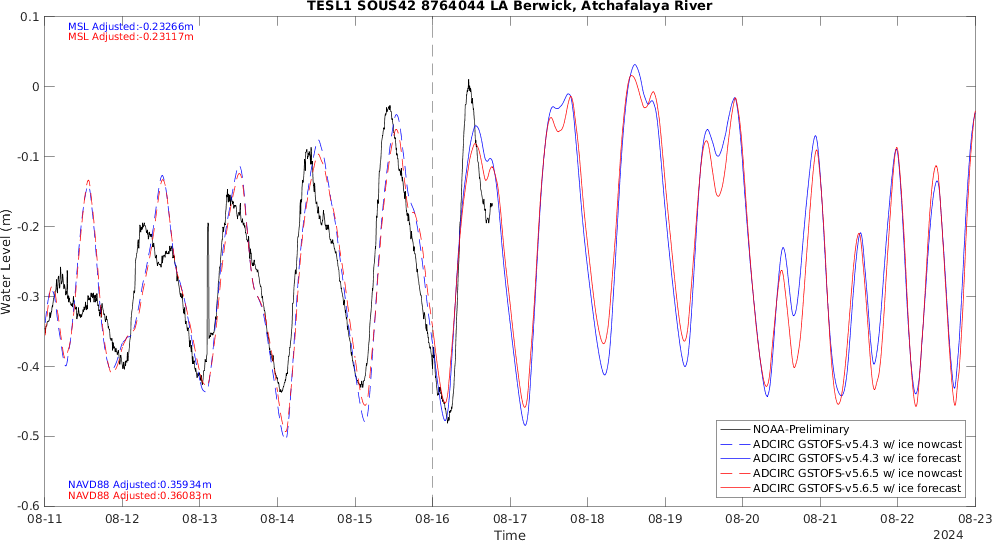 TESL1 SOUS42 8764044 LA Berwick, Atchafalaya River
MSL Adjusted:-0.23266m
MSL Adjusted:-0.23117m
0.1
0
-0.1
-0.2
-0.3
-0.4
-0.5
-0.6
Water Level (m)
NAVD88 Adjusted:0.35934m
NAVD88 Adjusted:0.36083m
NOAA-Preliminary
ADCIRC GSTOFS-v5.4.3 w/ ice nowcast
ADCIRC GSTOFS-v5.4.3 w/ ice forecast
ADCIRC GSTOFS-v5.6.5 w/ ice nowcast
ADCIRC GSTOFS-v5.6.5 w/ ice forecast
08-11 08-12 08-13 08-14 08-15 08-16 08-17 08-18 08-19 08-20 08-21 08-22 08-23
Time
2024